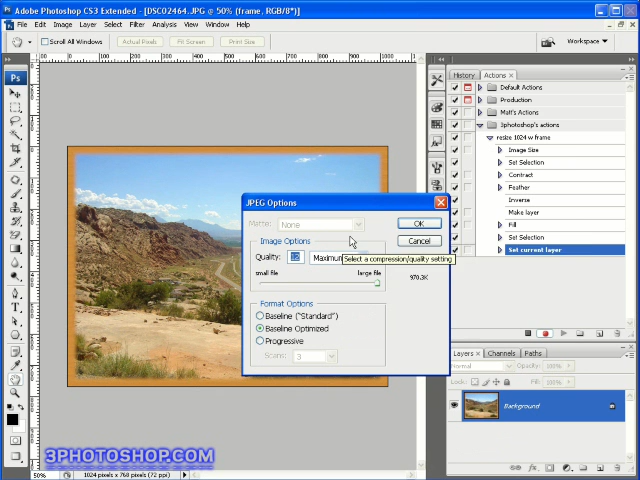 Adobe Photoshop CS3 Extended - [DSC02464.JPG @ 50% (frame, RGB/8*)]
File Edit Image Layer Select Filter Analysis View Window Help
Scroll All Windows Actual Pixels Fit Screen Print Size Workspace
Ps
History Actions
Default Actions
Production
Matt's Actions
3photoshop's actions
resize 1024 w frame
Image Size
Set Selection
Contract
Feather
Inverse
Make layer
Fill
Set Selection
Set current layer
JPEG Options
Matte: None
OK
Image Options
Cancel
Quality: 12 Maximum
Select a compression/quality setting
small file large file
970.3K
Format Options
Baseline ("Standard")
Baseline Optimized
Progressive
Scans: 3
Layers Channels Paths
Normal Opacity: 100%
Lock: Fill: 100%
Background
3PHOTOSHOP.COM
50% 1024 pixels x 768 pixels (72 ppi)